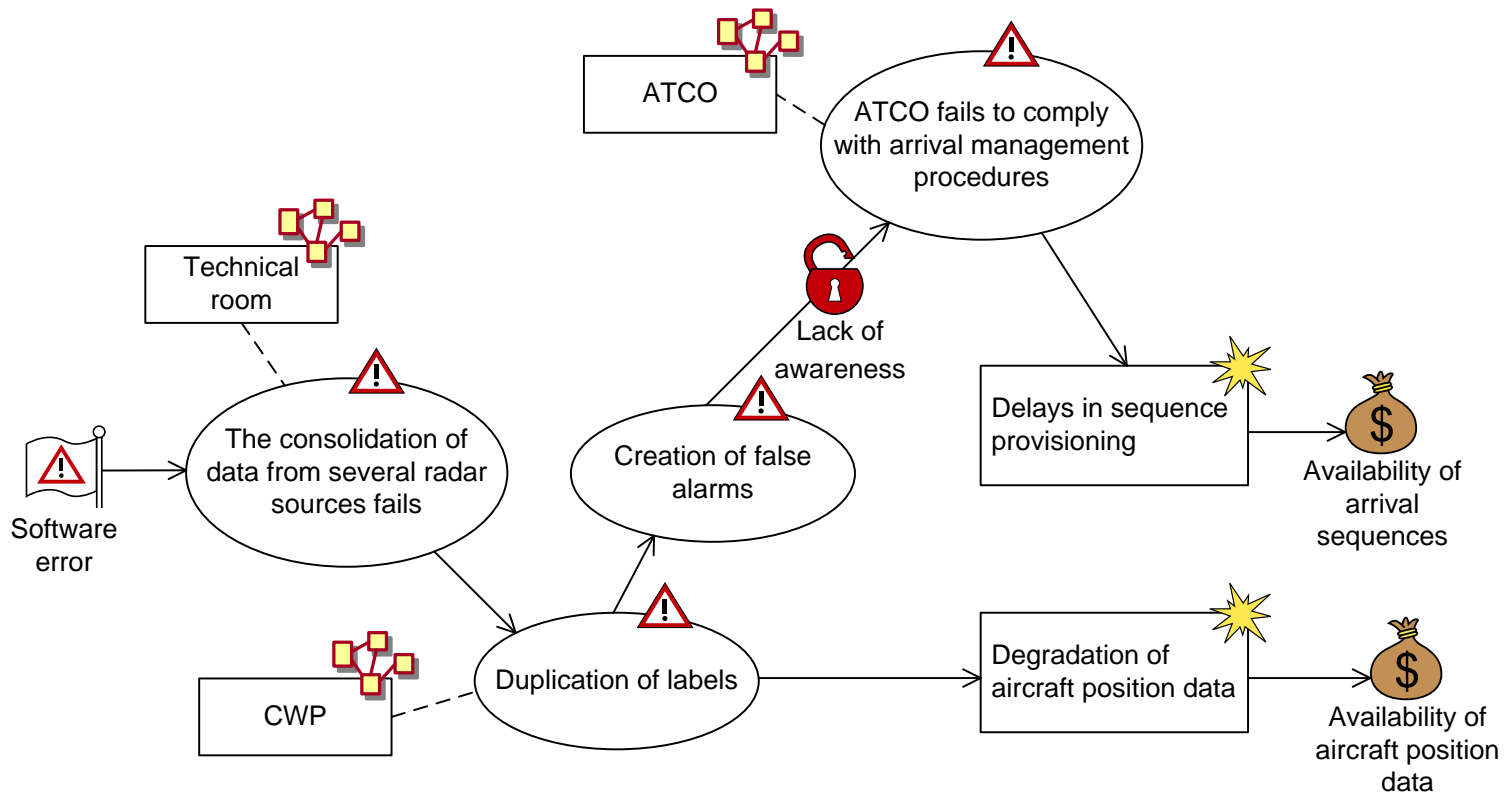 ATCO
ATCO fails to comply
with arrival management
procedures
Technical
room
Lack of
awareness
Delays in sequence
provisioning
$
Availability of
arrival
sequences
The consolidation of
data from several radar
sources fails
Creation of false
alarms
Software
error
Duplication of labels
CWP
Degradation of
aircraft position data
$
Availability of
aircraft position
data